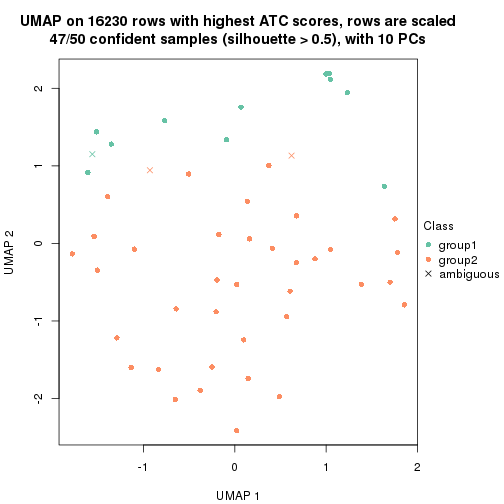 UMAP on 16230 rows with highest ATC scores, rows are scaled
47/50 confident samples (silhouette > 0.5), with 10 PCs
2
1
0
-1
-2
UMAP 2
-1
0
1
2
UMAP 1
Class
group1
group2
ambiguous